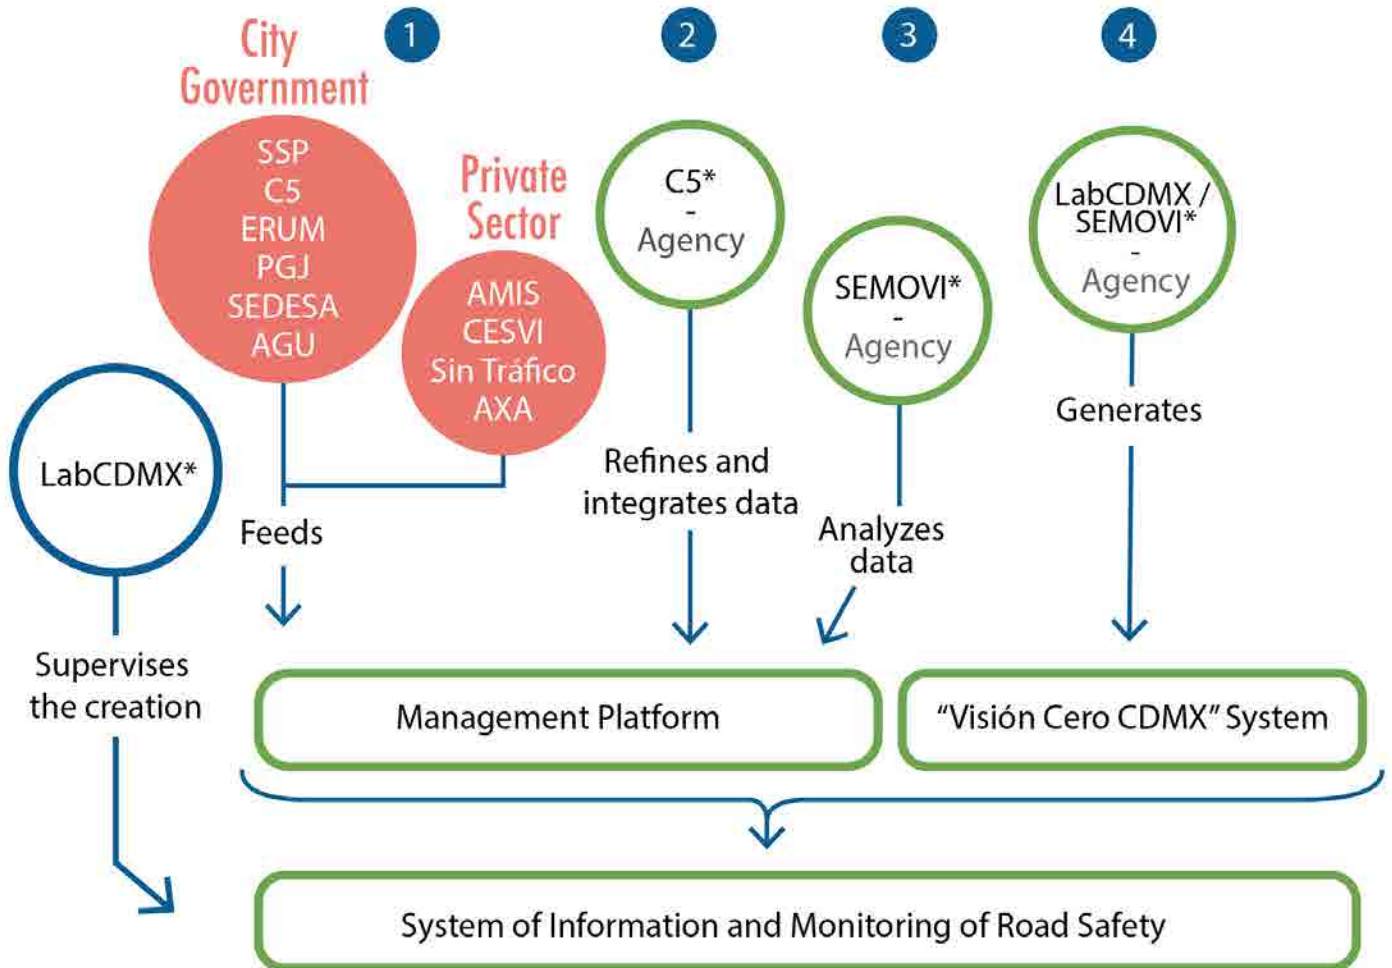 1
2
3
4
City
Government
SSP
C5
ERUM
PGJ
SEDESA
AGU
Private
Sector
AMIS
CESVI
Sin Tráfico
AXA
C5*
-
Agency
SEMOVI*
-
Agency
LabCDMX /
SEMOVI*
-
Agency
LabCDMX*
Feeds
Refines and
integrates data
Analyzes
data
Generates
Supervises
the creation
Management Platform
“Visión Cero CDMX” System
System of Information and Monitoring of Road Safety